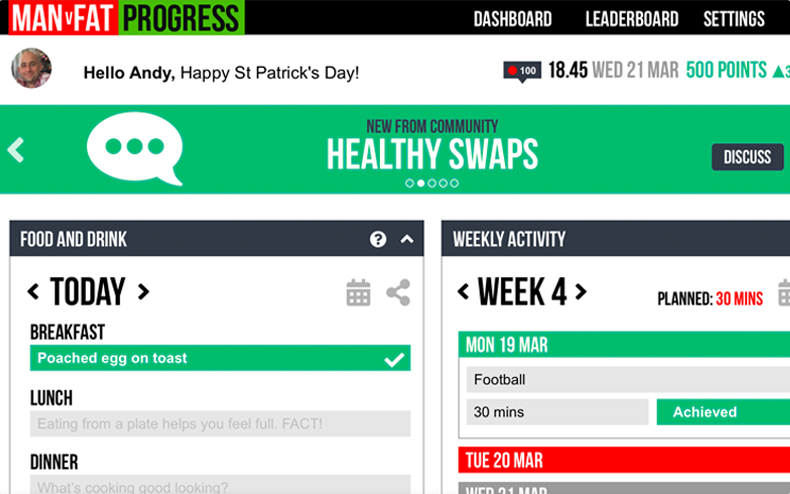 MAN v FAT PROGRESS
DASHBOARD LEADERBOARD SETTINGS
Hello Andy, Happy St Patrick's Day!
100 18.45 WED 21 MAR 500 POINTS ▲3
NEW FROM COMMUNITY
HEALTHY SWAPS
DISCUSS
FOOD AND DRINK ?
< TODAY >
BREAKFAST
Poached egg on toast
LUNCH
Eating from a plate helps you feel full. FACT!
DINNER
What's cooking good looking?
WEEKLY ACTIVITY
< WEEK 4 >
PLANNED: 30 MINS
MON 19 MAR
Football
30 mins Achieved
TUE 20 MAR
WED 21 MAR